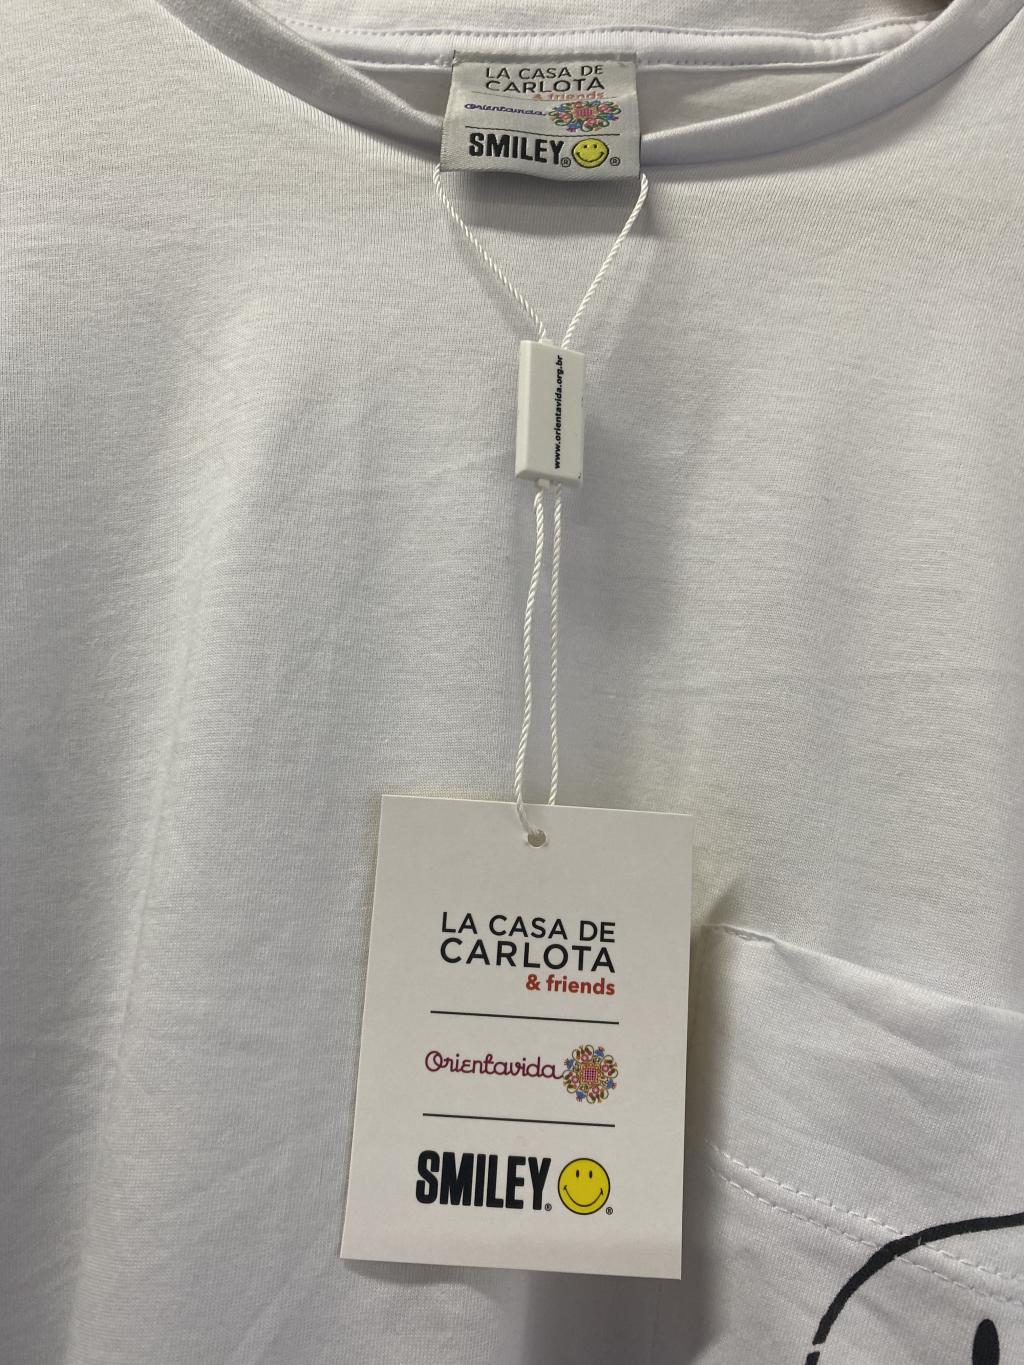 LA CASA DE
CARLOTA
& friends
Orientavida
SMILEY®®
www.orientavida.org.br
LA CASA DE
CARLOTA
& friends
Orientavida
SMILEY®®